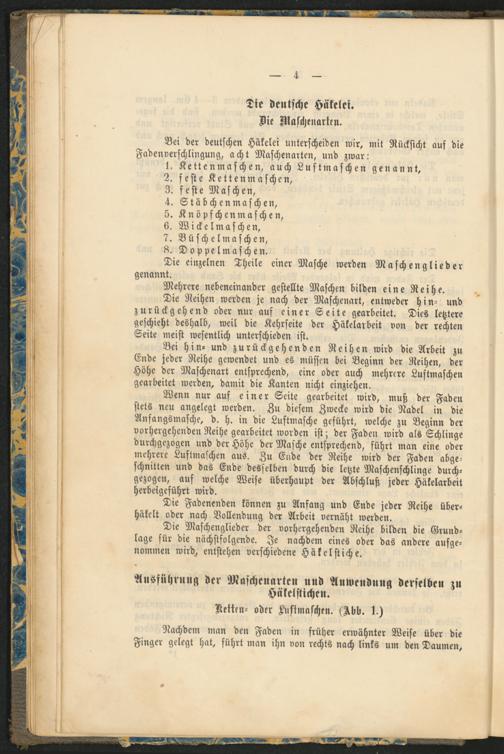 — 4 —
Die deutsche Häkelei.
Die Maschenarten.
Bei der deutschen Häkelei unterscheiden wir, mit Rücksicht auf die
Fadenverschlingung, acht Maschenarten, und zwar:
1. Kettenmaschen, auch Luftmaschen genannt,
2. feste Kettenmaschen,
3. feste Maschen,
4. Stäbchenmaschen,
5. Knöpfchenmaschen,
6. Wickelmaschen,
7. Büschelmaschen,
8. Doppelmaschen.
Die einzelnen Theile einer Masche werden Maschenglieder
genannt.
Mehrere nebeneinander gestellte Maschen bilden eine Reihe.
Die Reihen werden je nach der Maschenart, entweder hin- und
zurückgehend oder nur auf einer Seite gearbeitet. Dies letztere
geschieht deshalb, weil die Kehrseite der Häkelarbeit von der rechten
Seite meist wesentlich unterschieden ist.
Bei hin- und zurückgehenden Reihen wird die Arbeit zu
Ende jeder Reihe gewendet und es müssen bei Beginn der Reihen, der
Höhe der Maschenart entsprechend, eine oder auch mehrere Luftmaschen
gearbeitet werden, damit die Kanten nicht einziehen.
Wenn nur auf einer Seite gearbeitet wird, muß der Faden
stets neu angelegt werden. Zu diesem Zwecke wird die Nadel in die
Anfangsmasche, d. h. in die Luftmasche geführt, welche zu Beginn der
vorhergehenden Reihe gearbeitet worden ist; der Faden wird als Schlinge
durchgezogen und der Höhe der Masche entsprechend, führt man eine oder
mehrere Luftmaschen aus. Zu Ende der Reihe wird der Faden abge-
schnitten und das Ende desselben durch die letzte Maschenschlinge durch-
gezogen, auf welche Weise überhaupt der Abschluß jeder Häkelarbeit
herbeigeführt wird.
Die Fadenenden können zu Anfang und Ende jeder Reihe über-
häkelt oder nach Vollendung der Arbeit vernäht werden.
Die Maschenglieder der vorhergehenden Reihe bilden die Grund-
lage für die nächstfolgende. Je nachdem eines oder das andere aufge-
nommen wird, entstehen verschiedene Häkelstiche.
Ausführung der Maschenarten und Anwendung derselben zu
Häkelstichen.
Ketten- oder Luftmaschen. (Abb. 1.)
Nachdem man den Faden in früher erwähnter Weise über die
Finger gelegt hat, führt man ihn von rechts nach links um den Daumen,